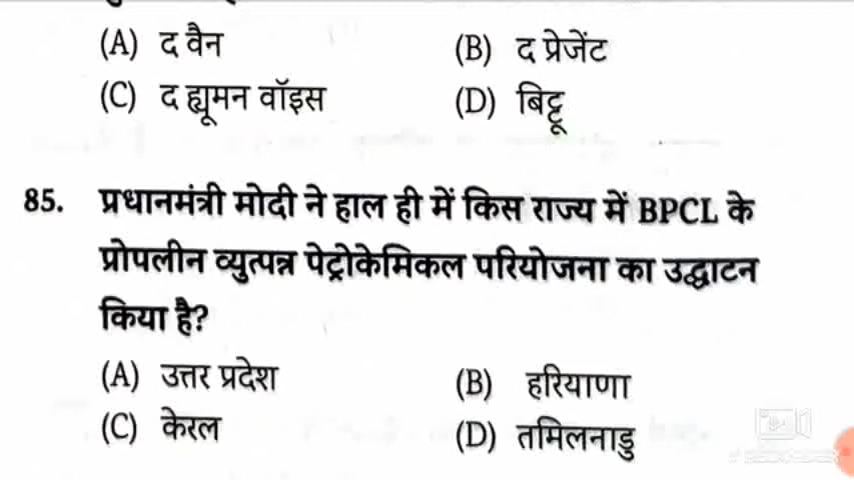 (A) द वैन (B) द प्रेजेंट
(C) द ह्यूमन वॉइस (D) बिट्टू
85. प्रधानमंत्री मोदी ने हाल ही में किस राज्य में BPCL के
प्रोपलीन व्युत्पन्न पेट्रोकेमिकल परियोजना का उद्घाटन
किया है?
(A) उत्तर प्रदेश (B) हरियाणा
(C) केरल (D) तमिलनाडु